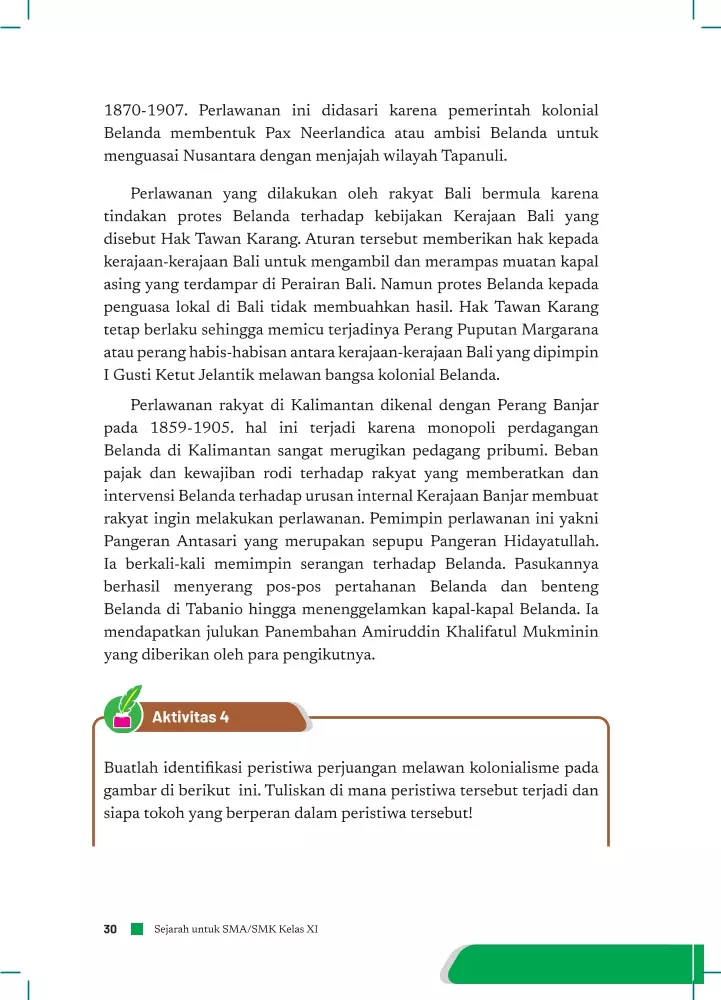 1870-1907. Perlawanan ini didasari karena pemerintah kolonial
Belanda membentuk Pax Neerlandica atau ambisi Belanda untuk
menguasai Nusantara dengan menjajah wilayah Tapanuli.
Perlawanan yang dilakukan oleh rakyat Bali bermula karena
tindakan protes Belanda terhadap kebijakan Kerajaan Bali yang
disebut Hak Tawan Karang. Aturan tersebut memberikan hak kepada
kerajaan-kerajaan Bali untuk mengambil dan merampas muatan kapal
asing yang terdampar di Perairan Bali. Namun protes Belanda kepada
penguasa lokal di Bali tidak membuahkan hasil. Hak Tawan Karang
tetap berlaku sehingga memicu terjadinya Perang Puputan Margarana
atau perang habis-habisan antara kerajaan-kerajaan Bali yang dipimpin
I Gusti Ketut Jelantik melawan bangsa kolonial Belanda.
Perlawanan rakyat di Kalimantan dikenal dengan Perang Banjar
pada 1859-1905. hal ini terjadi karena monopoli perdagangan
Belanda di Kalimantan sangat merugikan pedagang pribumi. Beban
pajak dan kewajiban rodi terhadap rakyat yang memberatkan dan
intervensi Belanda terhadap urusan internal Kerajaan Banjar membuat
rakyat ingin melakukan perlawanan. Pemimpin perlawanan ini yakni
Pangeran Antasari yang merupakan sepupu Pangeran Hidayatullah.
Ia berkali-kali memimpin serangan terhadap Belanda. Pasukannya
berhasil menyerang pos-pos pertahanan Belanda dan benteng
Belanda di Tabanio hingga menenggelamkan kapal-kapal Belanda. Ia
mendapatkan julukan Panembahan Amiruddin Khalifatul Mukminin
yang diberikan oleh para pengikutnya.
Aktivitas 4
Buatlah identifikasi peristiwa perjuangan melawan kolonialisme pada
gambar di berikut  ini. Tuliskan di mana peristiwa tersebut terjadi dan
siapa tokoh yang berperan dalam peristiwa tersebut!
30 Sejarah untuk SMA/SMK Kelas XI